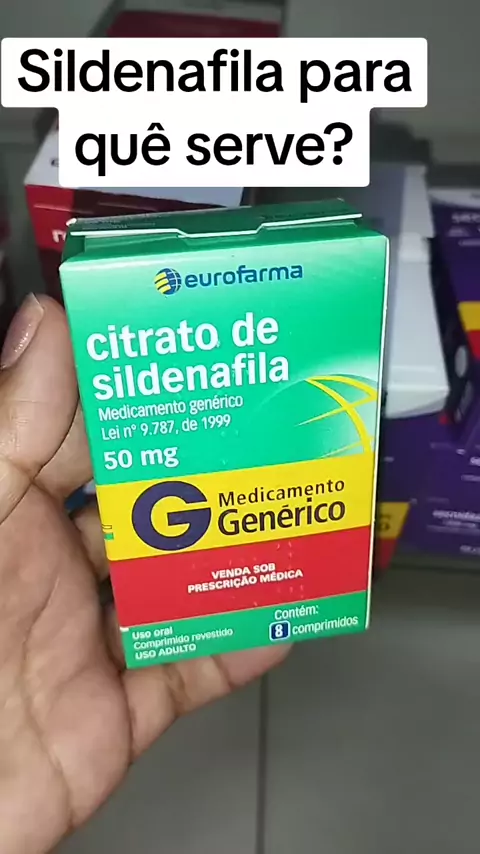 Sildenafila para
quê serve?
eurofarma
citrato de
sildenafila
Medicamento genérico
Lei nº 9.787, de 1999
50 mg
G Medicamento
Genérico
VENDA SOB
PRESCRIÇÃO MÉDICA
Contém:
8 comprimidos
Uso oral
Comprimido revestido
USO ADULTO